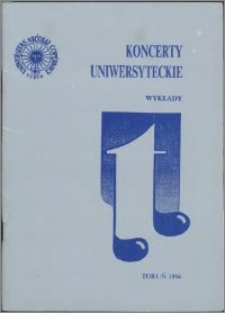 KONCERTY
UNIWERSYTECKIE
WYKŁADY
t
TORUŃ 1994